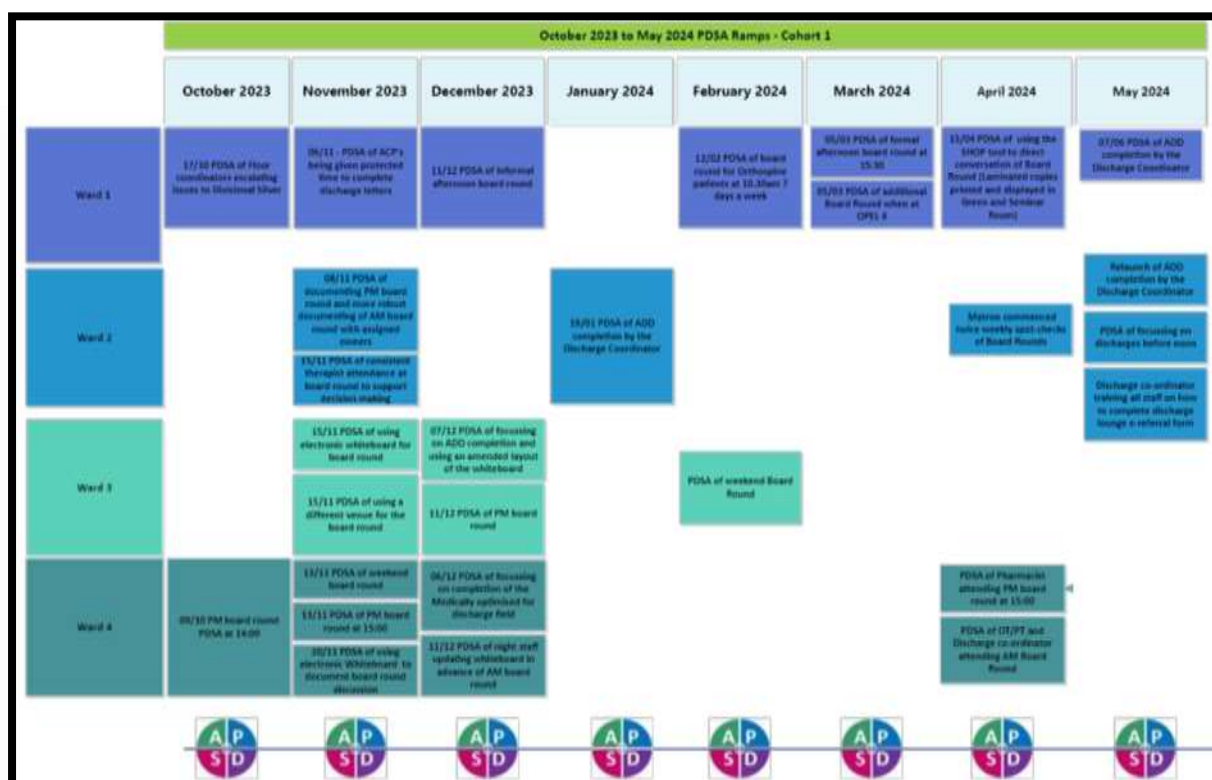 October 2023 to May 2024 PDSA Ramps - Cohort 1
October 2023
November 2023
December 2023
January 2024
February 2024
March 2024
April 2024
May 2024
Ward 1
17/10 PDSA of Floor
coordinators escalating
issues to Divisional Silver
06/11 - PDSA of ACP's
being given protected
time to complete
discharge letters
11/12 PDSA of Informal
afternoon board round
12/02 PDSA of board
round for Orthospine
patients at 10.30am 7
days a week
05/03 PDSA of formal
afternoon board round at
15:30
05/03 PDSA of additional
Board Round when at
OPEL 4
15/04 PDSA of using the
SHOP tool to direct
conversation of Board
Round (Laminated copies
printed and displayed in
Green and Seminar
Room)
07/06 PDSA of ADD
completion by the
Discharge Coordinator
Ward 2
08/11 PDSA of
documenting PM board
round and more robust
documenting of AM board
round with assigned
owners
15/11 PDSA of consistent
therapist attendance at
board round to support
decision making
PDSA of ADD
completion by the
Discharge Coordinator
Matron commenced
twice weekly spot-checks
of Board Rounds
Relaunch of ADD
completion by the
Discharge Coordinator
PDSA of focussing on
discharges before noon
Discharge co-ordinator
training all staff on how
to complete discharge
lounge e-referral form
Ward 3
15/11 PDSA of using
electronic whiteboard for
board round
15/11 PDSA of using a
different venue for the
board round
07/12 PDSA of focussing
on ADD completion and
using an amended layout
of the whiteboard
11/12 PDSA of PM board
round
PDSA of weekend Board
Round
Ward 4
09/10 PM board round
PDSA at 14:00
13/11 PDSA of weekend
board round
15/11 PDSA of PM board
round at 15:00
20/11 PDSA of using
electronic Whiteboard to
document board round
discussion
06/12 PDSA of focussing
on completion of the
Medically optimised for
discharge field
11/12 PDSA of night staff
updating whiteboard in
advance of AM board
round
PDSA of Pharmacist
attending PM board
round at 15:00
PDSA of OT/PT and
Discharge co-ordinator
attending AM Board
Round
A P
S D
A P
S D
A P
S D
A P
S D
A P
S D
A P
S D
A P
S D
A P
S D